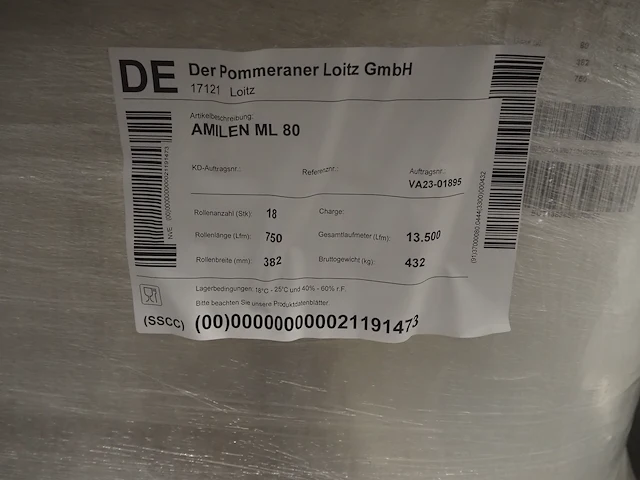 DE
Der Pommeraner Loitz GmbH
17121 Loitz
Artikelbeschreibung:
AMILEN ML 80
KD-Auftragsnr.: Referenznr.: Auftragsnr.:
VA23-01895
Rollenanzahl (Stk): 18 Charge:
Rollenlänge (Lfm): 750 Gesamtlaufmeter (Lfm): 13.500
Rollenbreite (mm): 382 Bruttogewicht (kg): 432
Lagerbedingungen: 18°C - 25°C und 40% - 60% r.F.
Bitte beachten Sie unsere Produktdatenblätter.
(SSCC) (00)000000000021191473
NVE